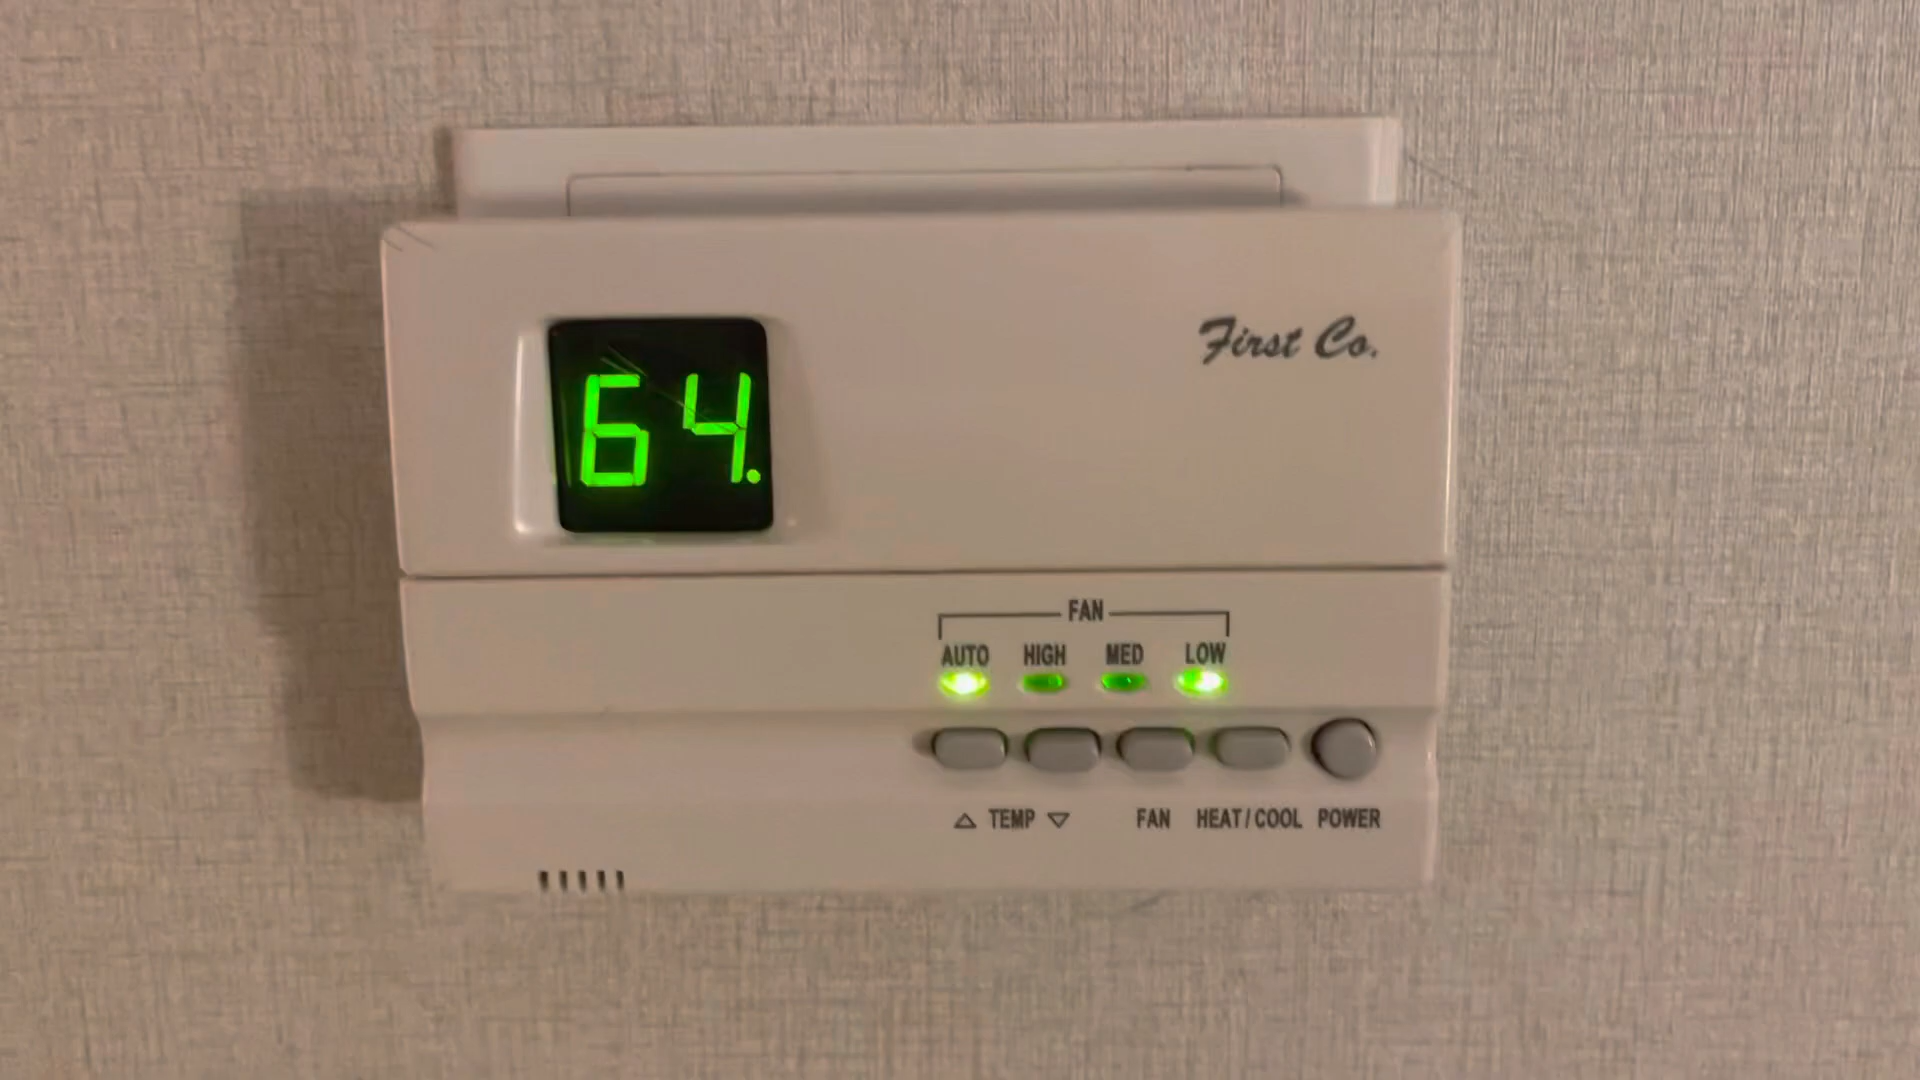 First Co.
64.
FAN
AUTO HIGH MED LOW
△ TEMP ▽ FAN HEAT/COOL POWER